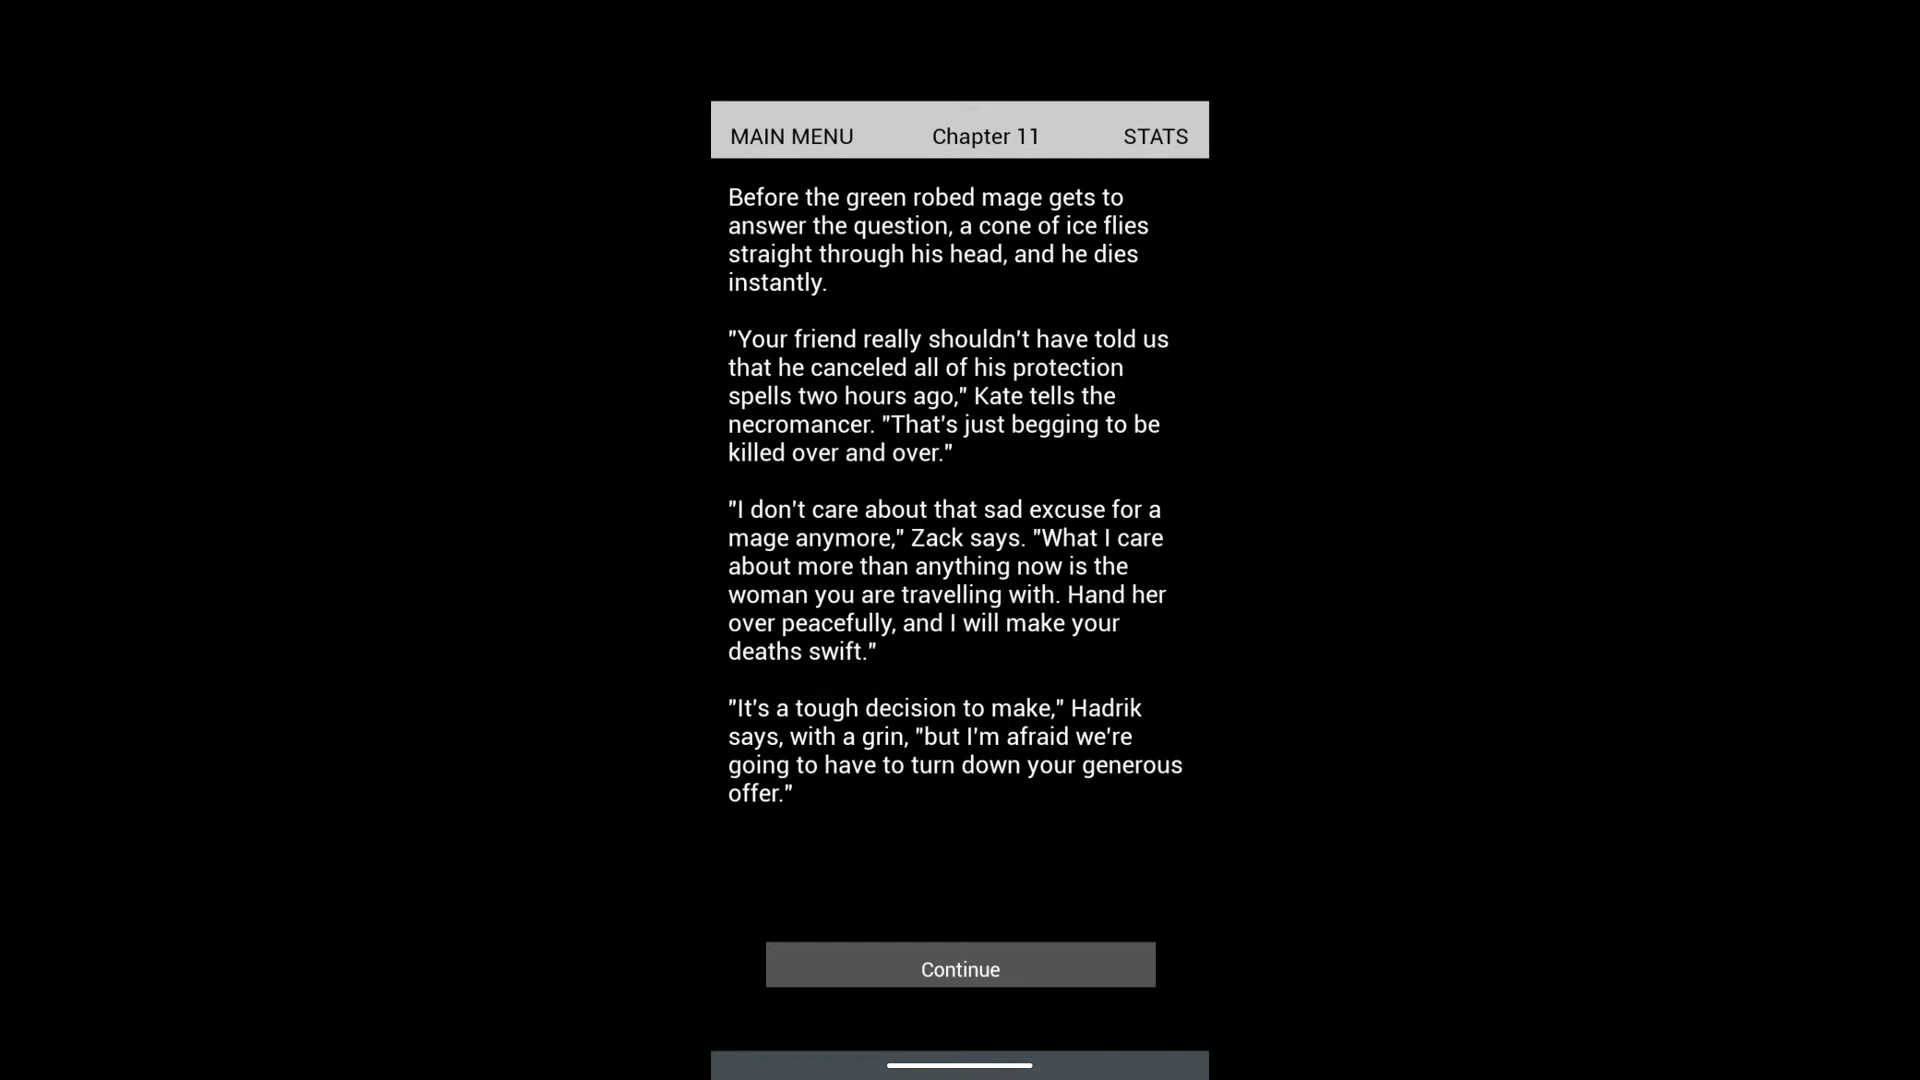 MAIN MENU Chapter 11 STATS
Before the green robed mage gets to
answer the question, a cone of ice flies
straight through his head, and he dies
instantly.
"Your friend really shouldn't have told us
that he canceled all of his protection
spells two hours ago," Kate tells the
necromancer. "That's just begging to be
killed over and over."
"I don't care about that sad excuse for a
mage anymore," Zack says. "What I care
about more than anything now is the
woman you are travelling with. Hand her
over peacefully, and I will make your
deaths swift."
"It's a tough decision to make," Hadrik
says, with a grin, "but I'm afraid we're
going to have to turn down your generous
offer."
Continue